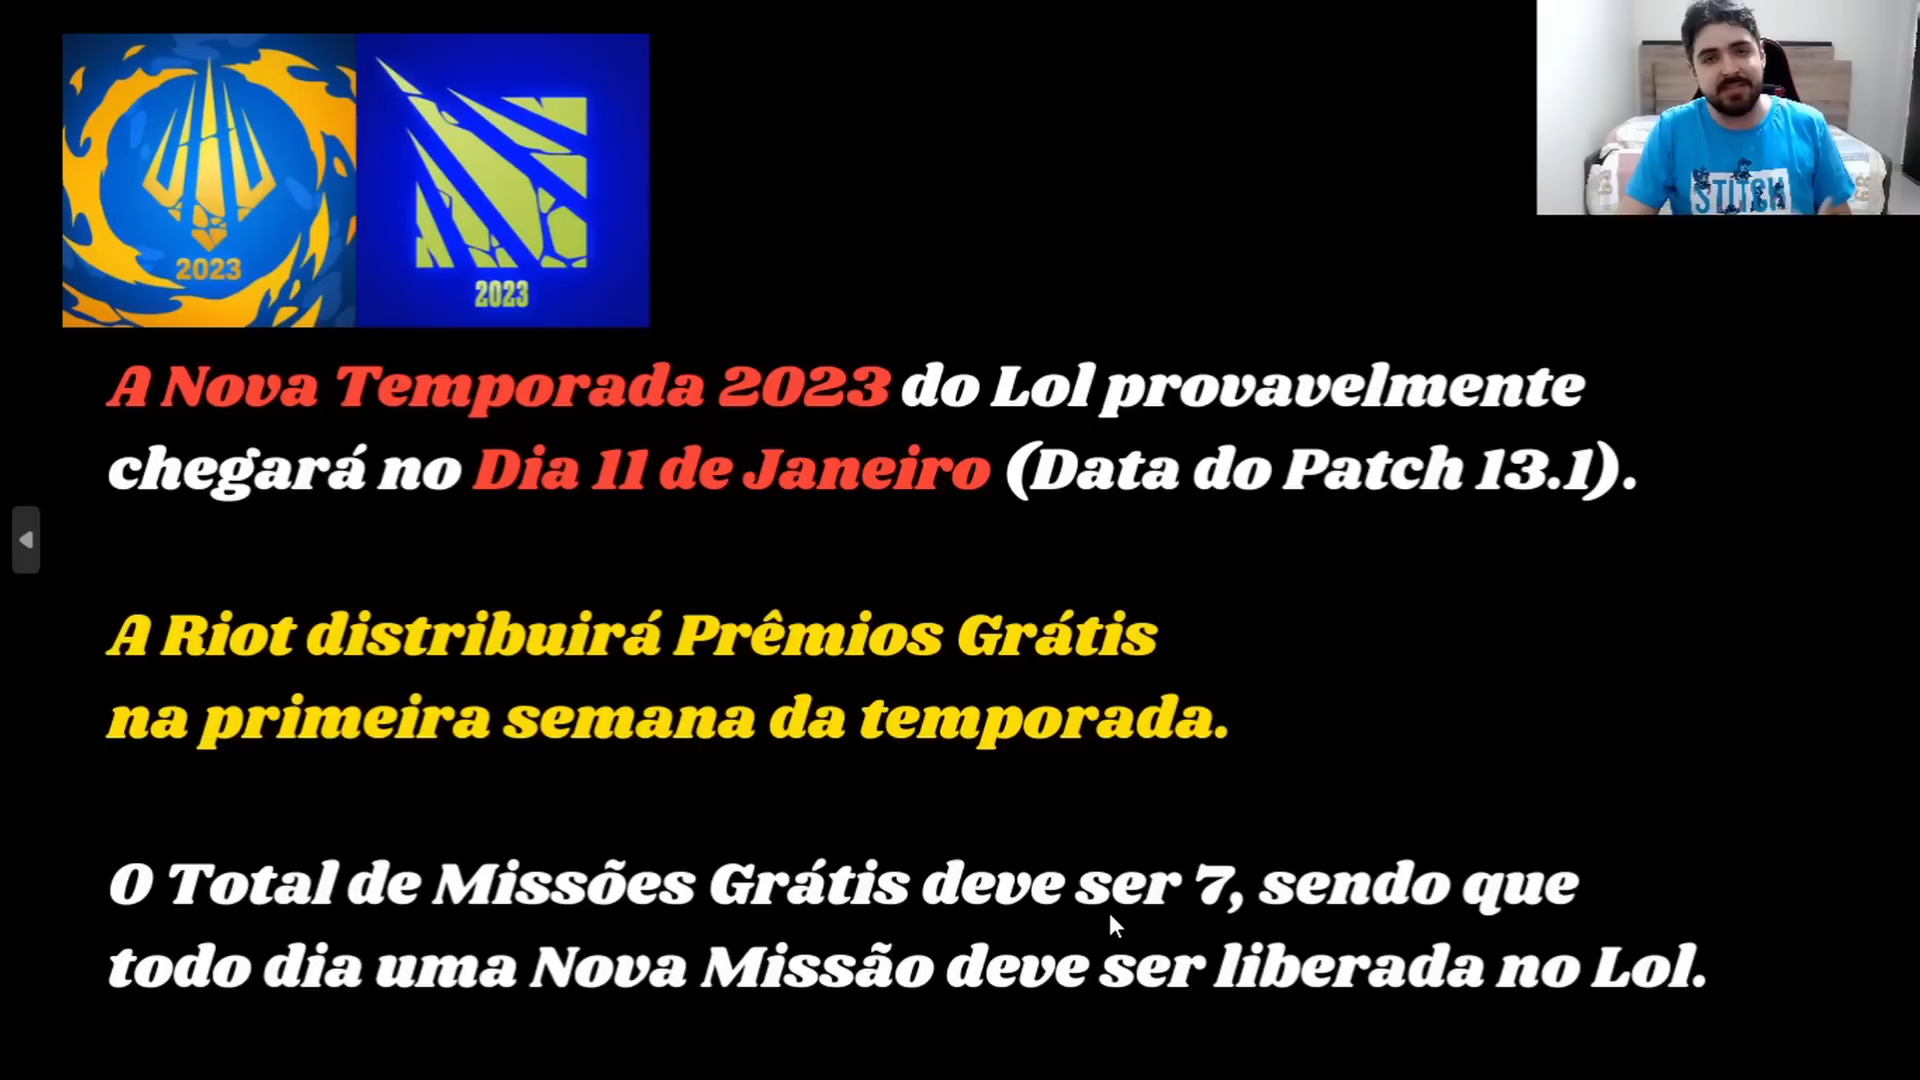 2023
2023
STITCH
A Nova Temporada 2023 do Lol provavelmente
chegará no Dia 11 de Janeiro (Data do Patch 13.1).
A Riot distribuirá Prêmios Grátis
na primeira semana da temporada.
O Total de Missões Grátis deve ser 7, sendo que
todo dia uma Nova Missão deve ser liberada no Lol.